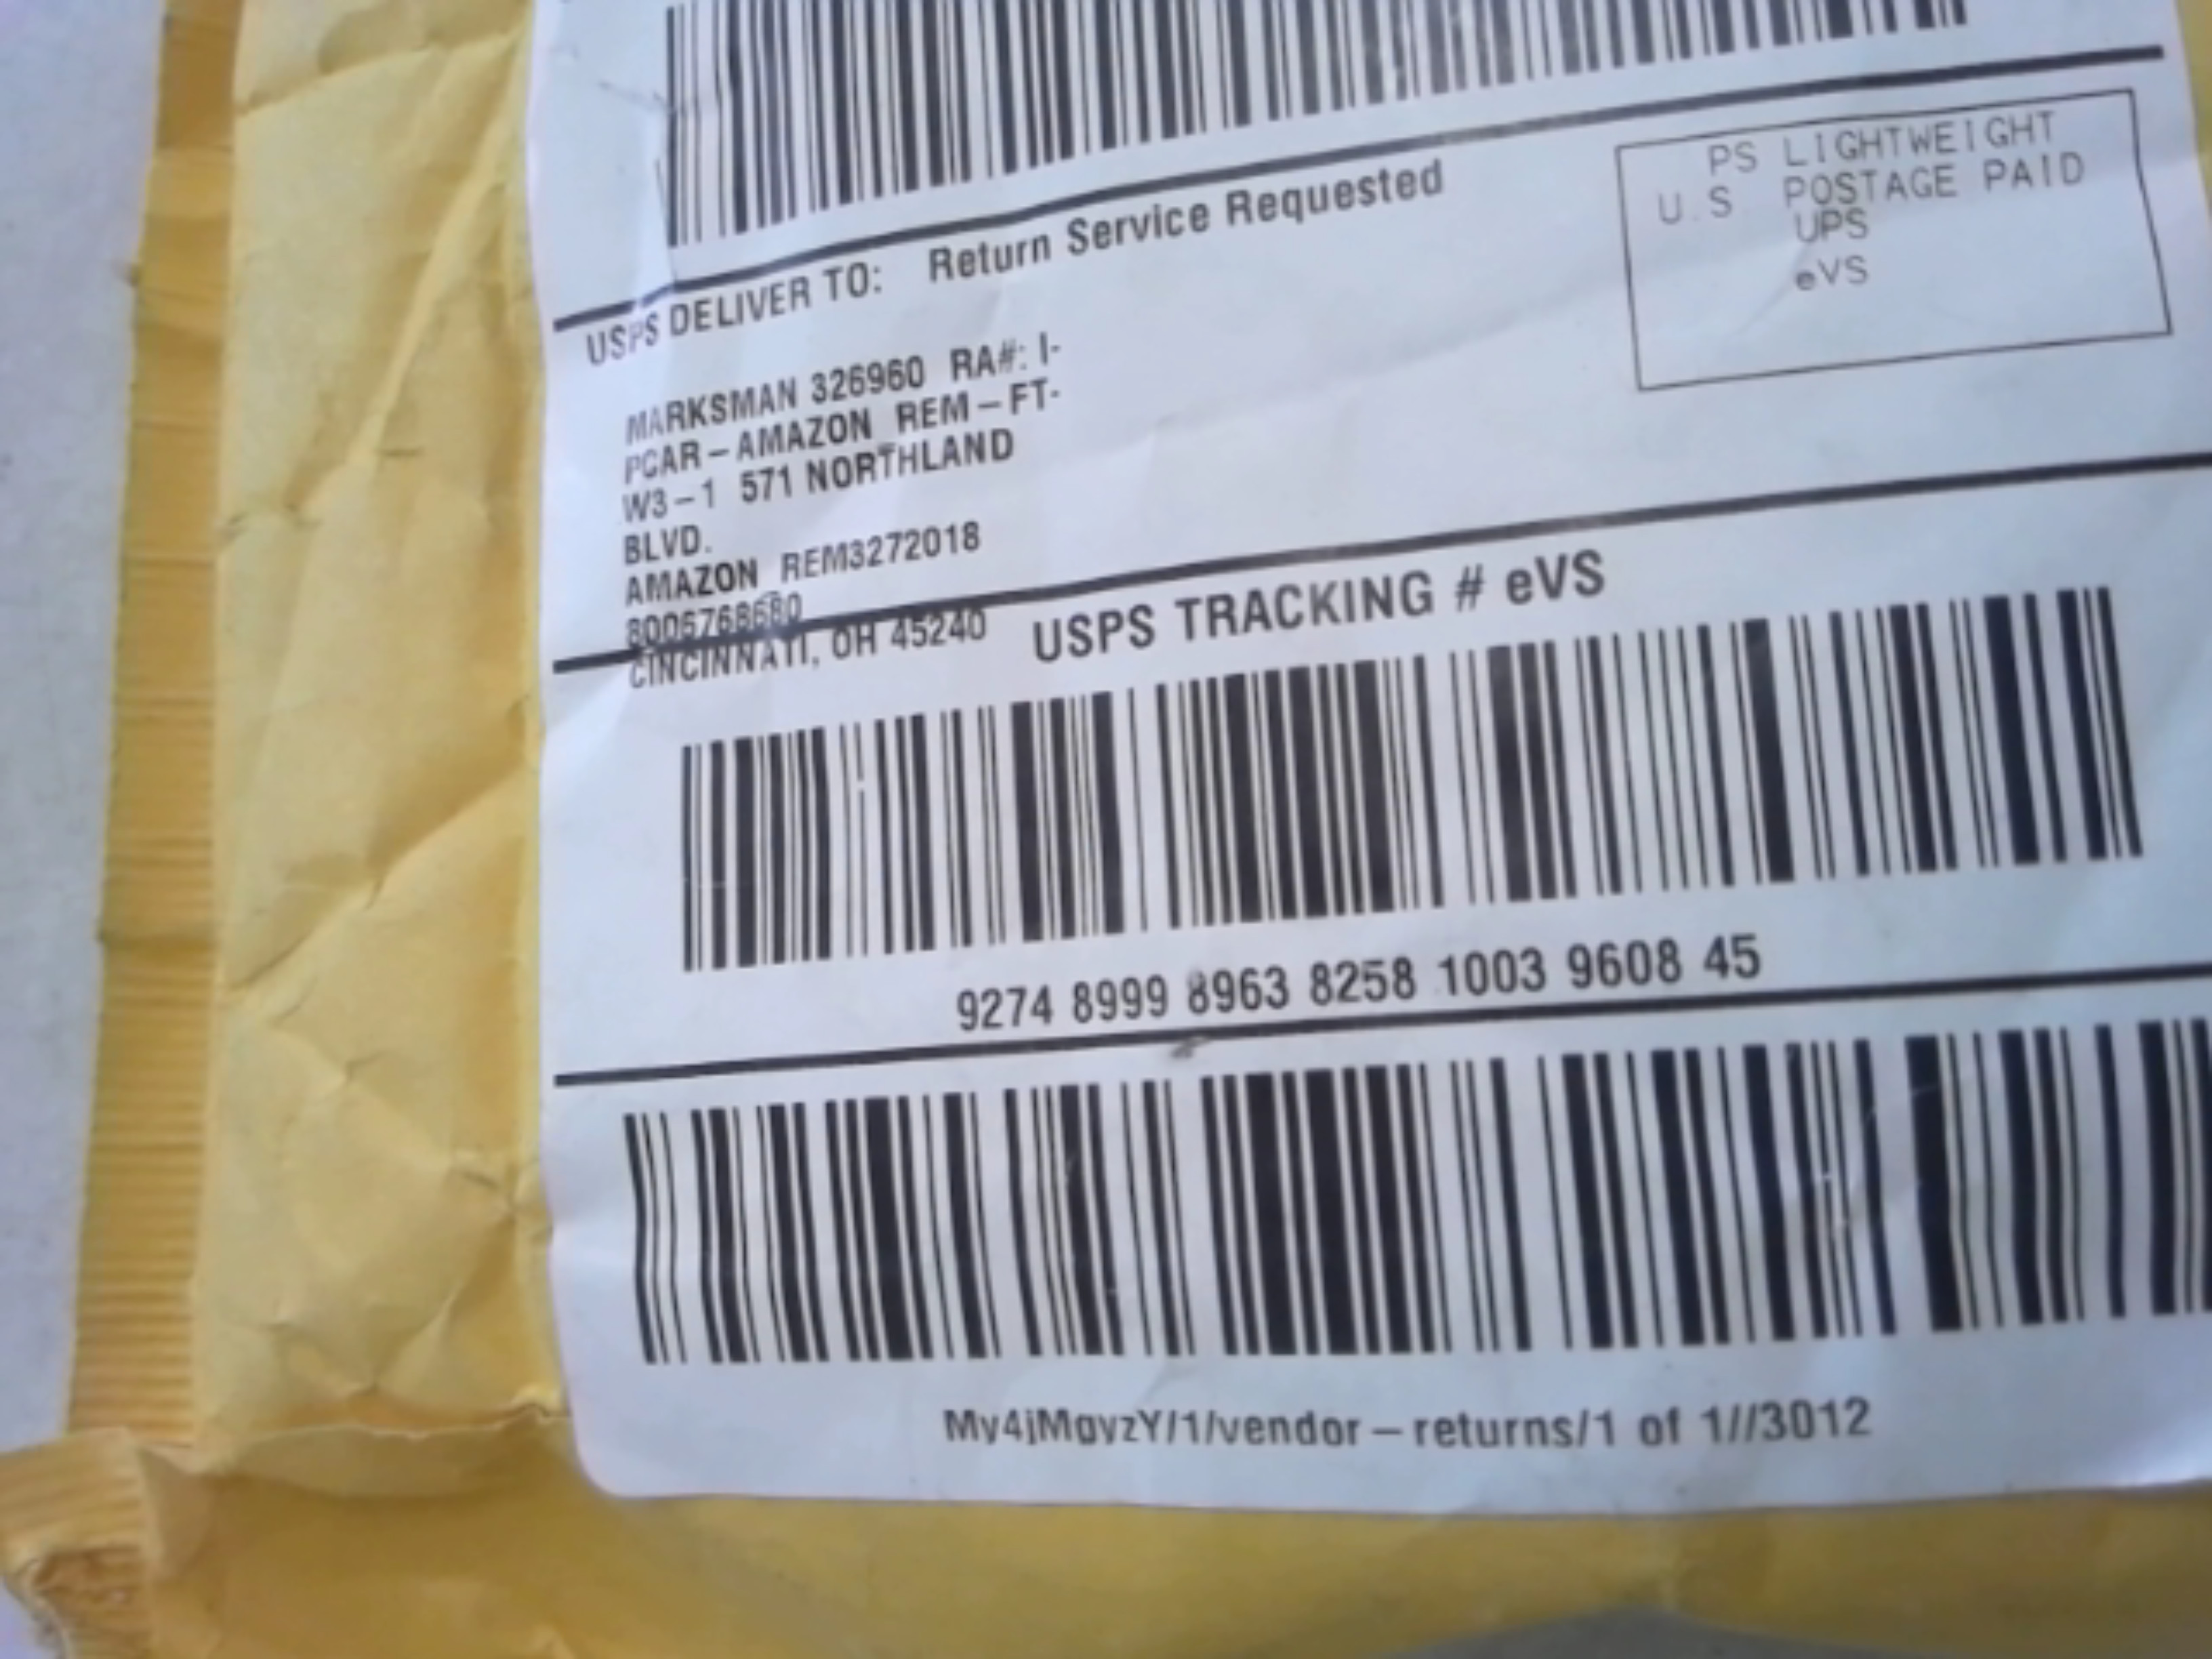 USPS DELIVER TO: Return Service Requested
PS LIGHTWEIGHT
U.S POSTAGE PAID
UPS
eVS
MARKSMAN 326960 RA#: I-
PCAR-AMAZON REM-FT-
W3-1 571 NORTHLAND
BLVD.
AMAZON REM3272018
8006768680
CINCINNATI, OH 45240
USPS TRACKING # eVS
9274 8999 8963 8258 1003 9608 45
My4jMgvzY/1/vendor-returns/1 of 1//3012